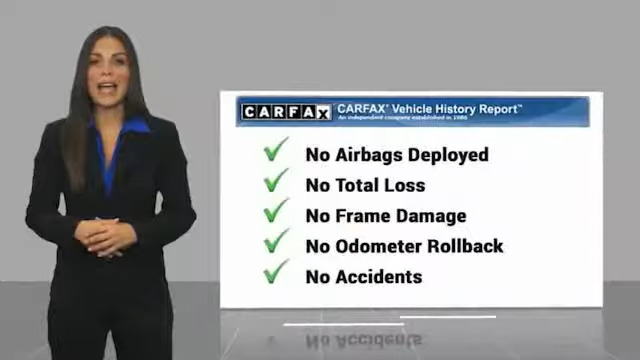 CARFAX CARFAX® Vehicle History Report™
An independent company established in 1986
No Airbags Deployed
No Total Loss
No Frame Damage
No Odometer Rollback
No Accidents